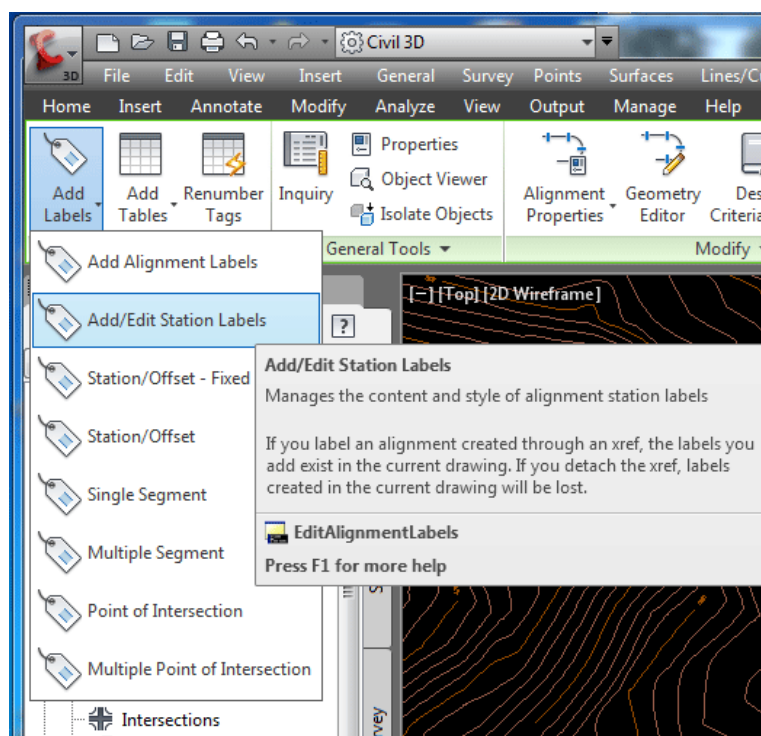 3D
Civil 3D
File Edit View Insert General Survey Points Surfaces
Home Insert Annotate Modify Analyze View Output Manage Help
Add Labels
Add Tables
Renumber Tags
Inquiry
Properties
Object Viewer
Isolate Objects
Alignment Properties
Geometry Editor
General Tools
Modify
Add Alignment Labels
[−] [Top] [2D Wireframe]
Add/Edit Station Labels
?
Station/Offset - Fixed
Station/Offset
Single Segment
Multiple Segment
Point of Intersection
Multiple Point of Intersection
Add/Edit Station Labels
Manages the content and style of alignment station labels
If you label an alignment created through an xref, the labels you
add exist in the current drawing. If you detach the xref, labels
created in the current drawing will be lost.
EditAlignmentLabels
Press F1 for more help
Intersections